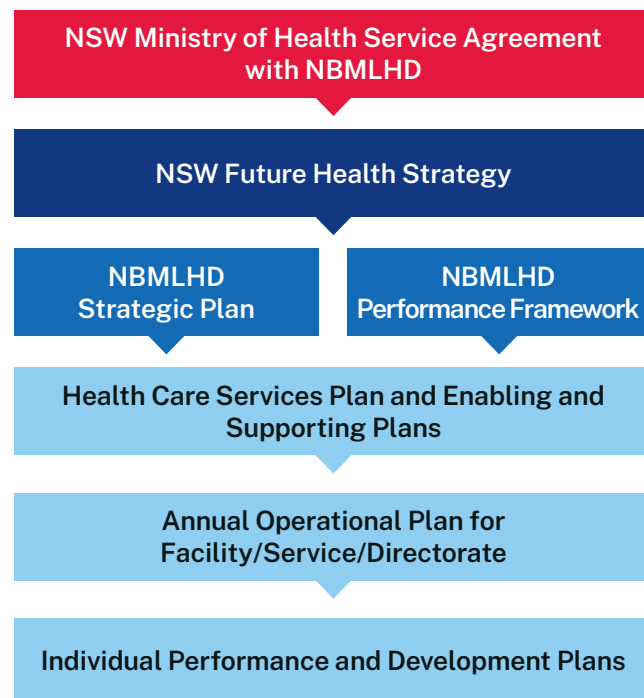 NSW Ministry of Health Service Agreement
with NBMLHD
NSW Future Health Strategy
NBMLHD
Strategic Plan
NBMLHD
Performance Framework
Health Care Services Plan and Enabling and
Supporting Plans
Annual Operational Plan for
Facility/Service/Directorate
Individual Performance and Development Plans